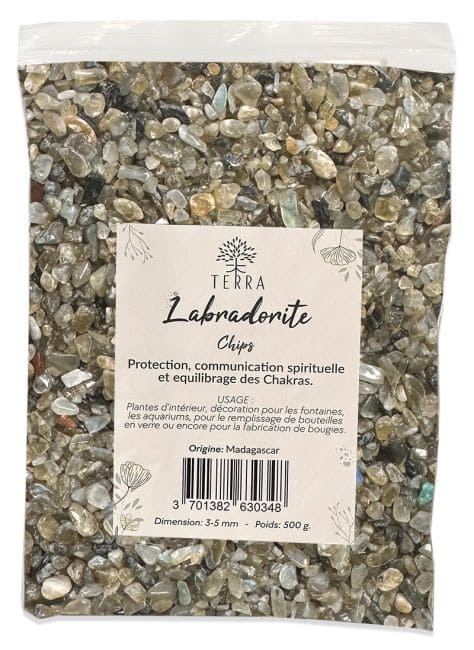 TERRA
Labradorite
Chips
Protection, communication spirituelle
et equilibrage des Chakras.
USAGE :
Plantes d'intérieur, décoration pour les fontaines,
les aquariums, pour le remplissage de bouteilles
en verre ou encore pour la fabrication de bougies.
Origine: Madagascar
3 701382 630348
Dimension: 3-5 mm - Poids: 500 g.